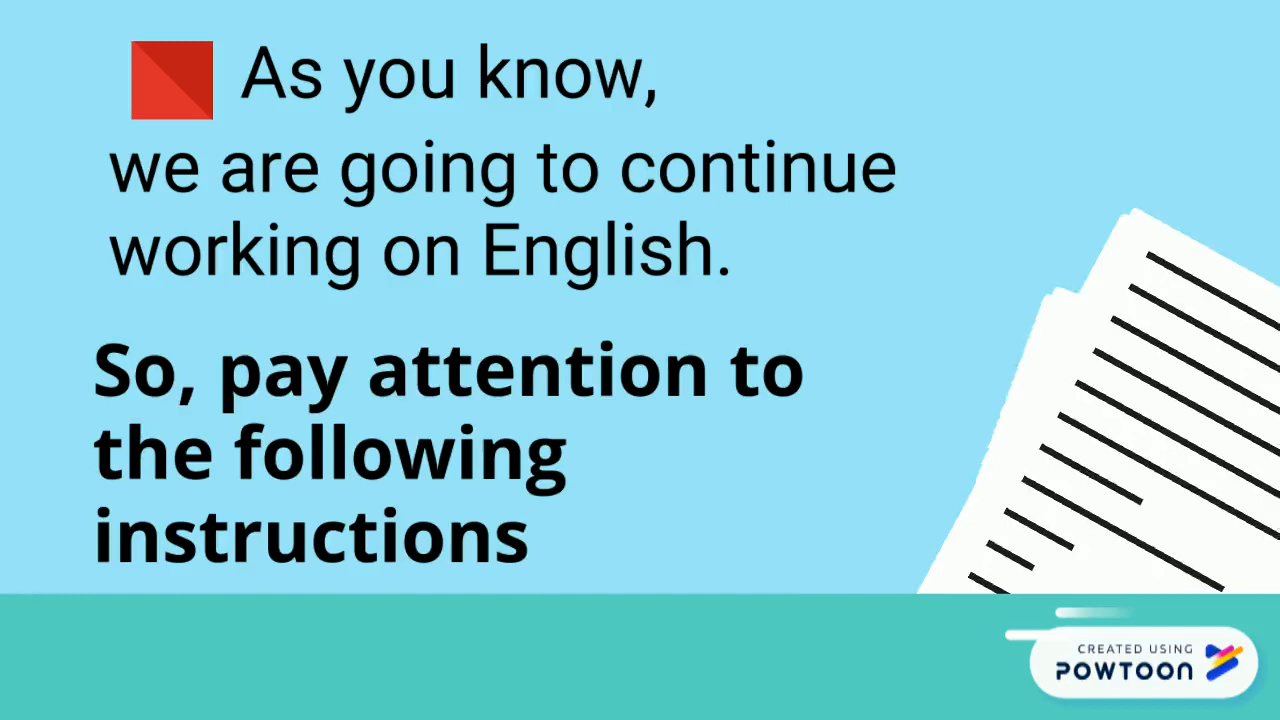 As you know,
we are going to continue
working on English.
So, pay attention to
the following
instructions
CREATED USING
POWTOON